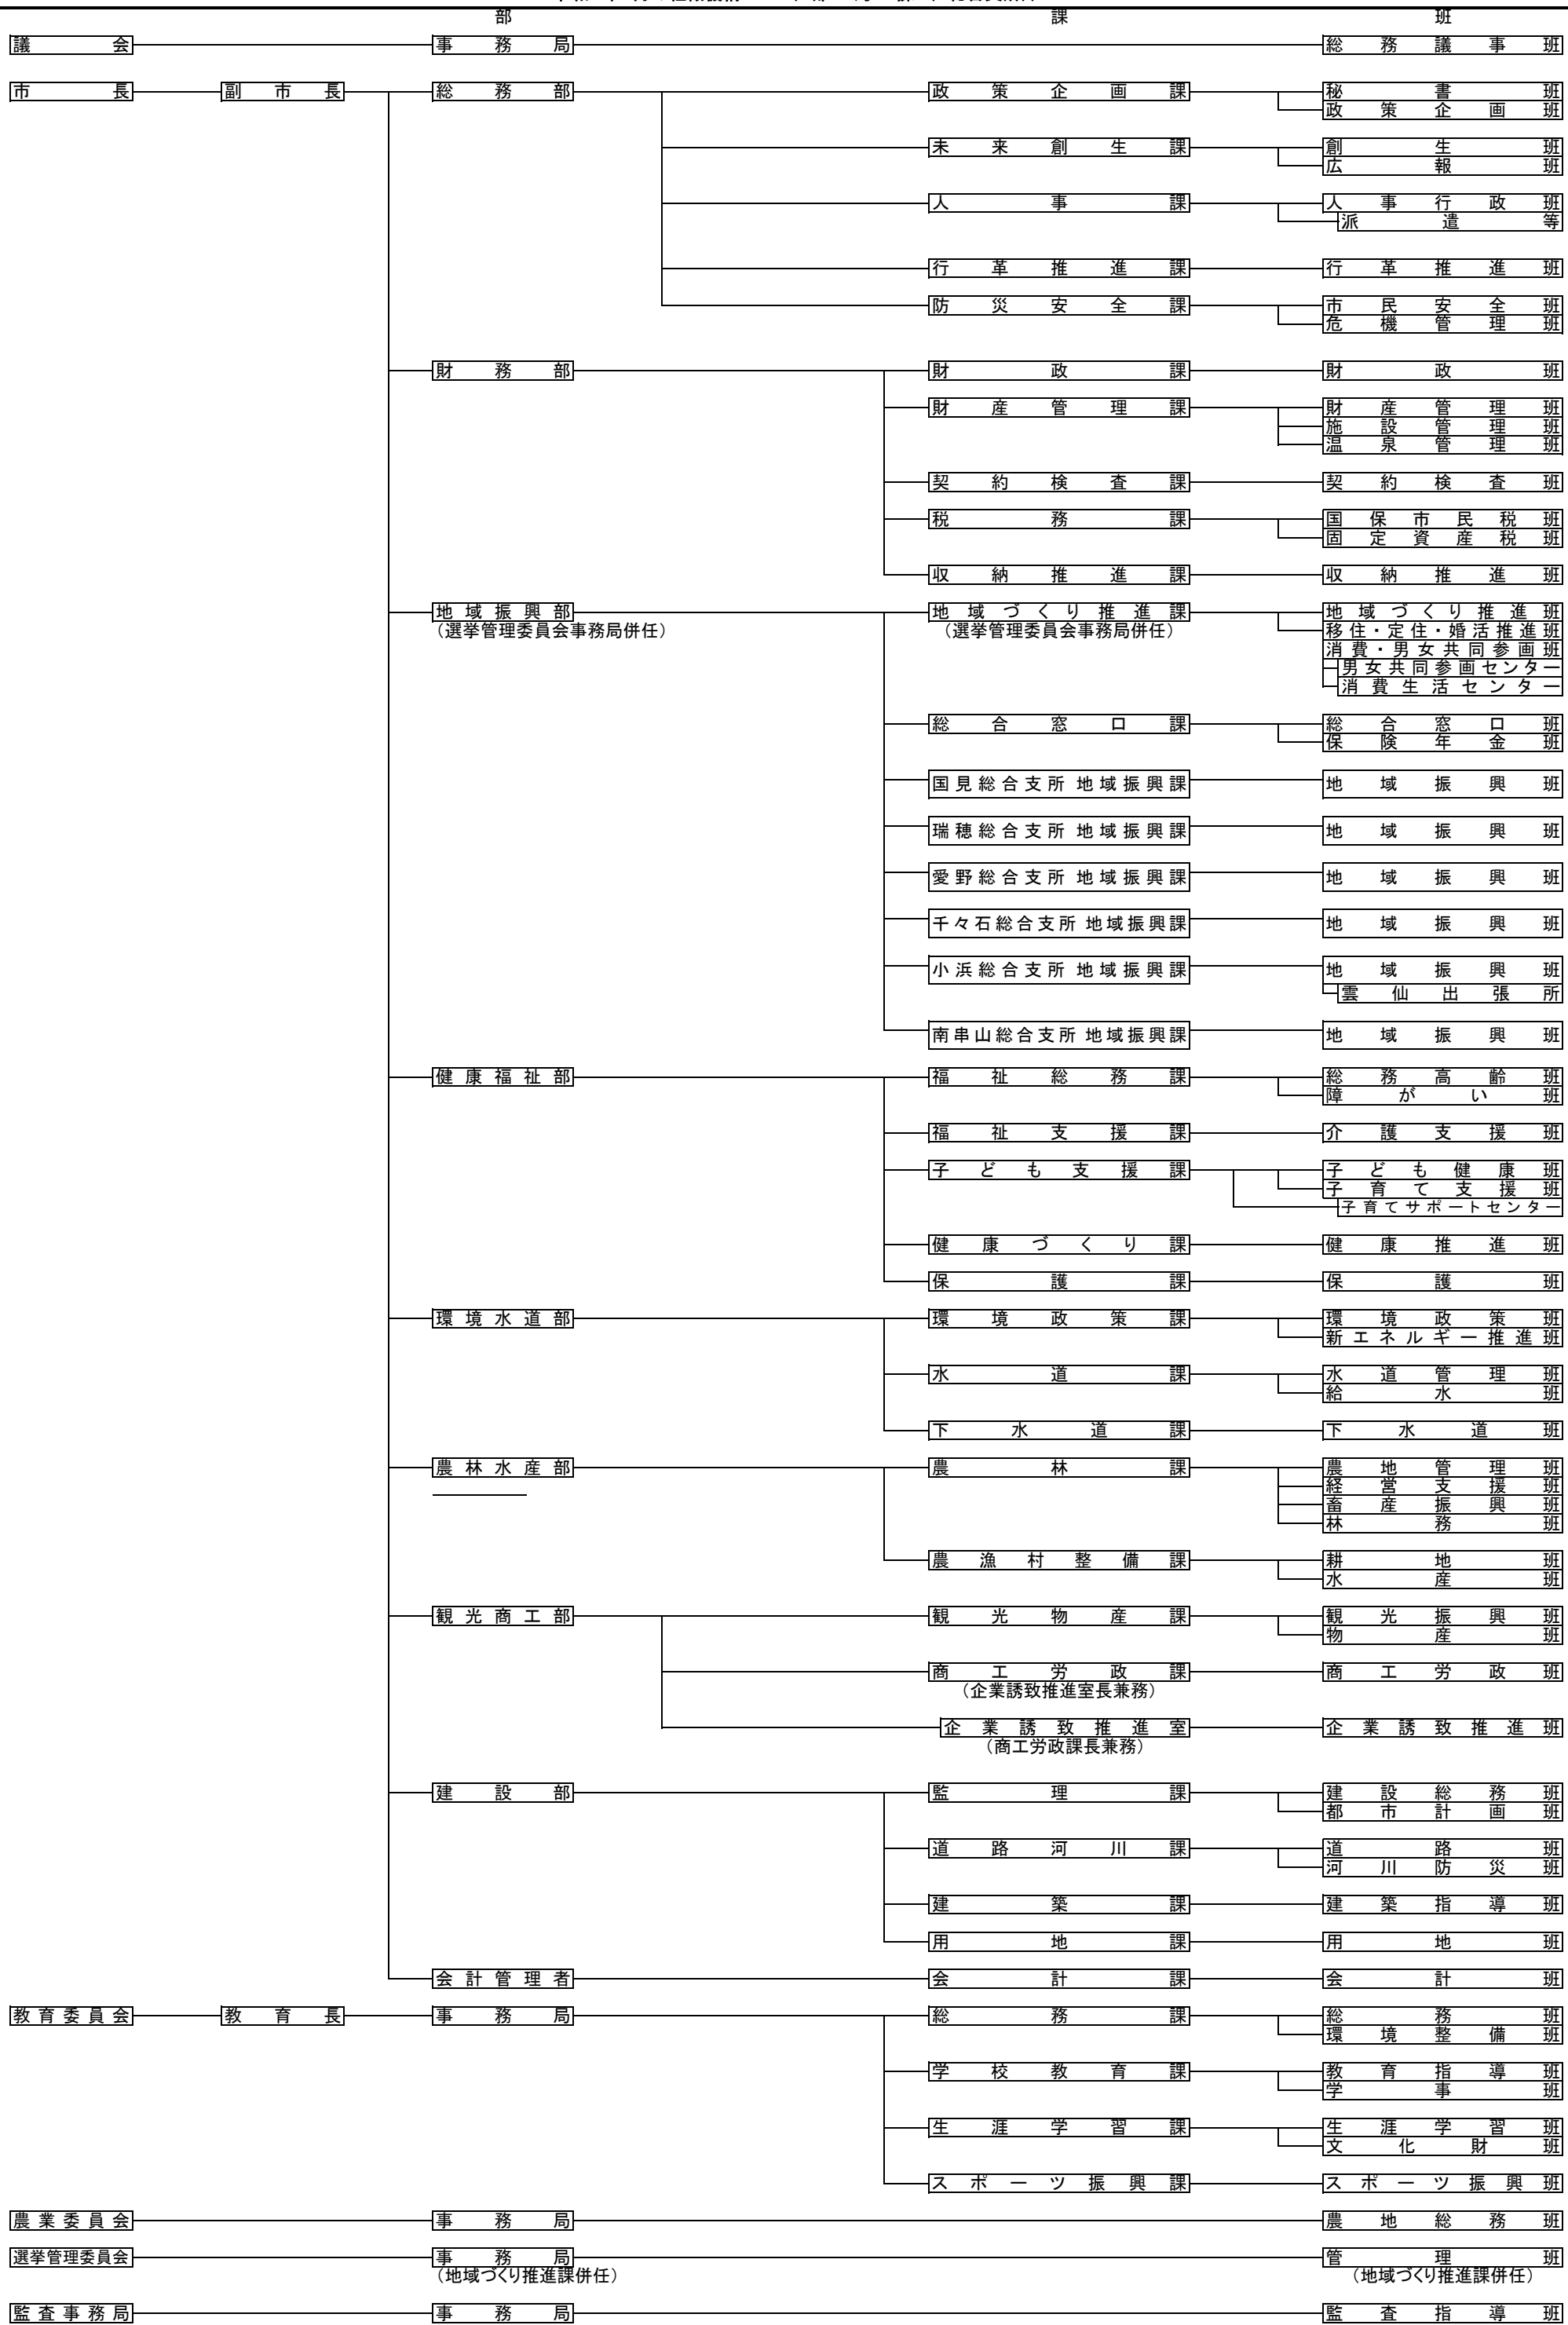 部 課 班
議会 事務局 総務議事班
市長 副市長 総務部 政策企画課 秘書班
政策企画班
未来創生課 創生班
広報班
人事課 人事行政班
派遣等
行革推進課 行革推進班
防災安全課 市民安全班
危機管理班
財務部 財政課 財政班
財産管理課 財産管理班
施設管理班
温泉管理班
契約検査課 契約検査班
税務課 国保市民税班
固定資産税班
収納推進課 収納推進班
地域振興部 地域づくり推進課 地域づくり推進班
（選挙管理委員会事務局併任） （選挙管理委員会事務局併任） 移住・定住・婚活推進班
消費・男女共同参画班
男女共同参画センター
消費生活センター
総合窓口課 総合窓口班
保険年金班
国見総合支所 地域振興課 地域振興班
瑞穂総合支所 地域振興課 地域振興班
愛野総合支所 地域振興課 地域振興班
千々石総合支所 地域振興課 地域振興班
小浜総合支所 地域振興課 地域振興班
雲仙出張所
南串山総合支所 地域振興課 地域振興班
健康福祉部 福祉総務課 総務高齢班
障がい班
福祉支援課 介護支援班
子ども支援課 子ども健康班
子育て支援班
子育てサポートセンター
健康づくり課 健康推進班
保護課 保護班
環境水道部 環境政策課 環境政策班
新エネルギー推進班
水道課 水道管理班
給水班
下水道課 下水道班
農林水産部 農林課 農地管理班
経営支援班
畜産振興班
林務班
農漁村整備課 耕地班
水産班
観光商工部 観光物産課 観光振興班
物産班
商工労政課 商工労政班
（企業誘致推進室長兼務）
企業誘致推進室 企業誘致推進班
（商工労政課長兼務）
建設部 監理課 建設総務班
都市計画班
道路河川課 道路班
河川防災班
建築課 建築指導班
用地課 用地班
会計管理者 会計課 会計班
教育委員会 教育長 事務局 総務課 総務班
環境整備班
学校教育課 教育指導班
学事班
生涯学習課 生涯学習班
文化財班
スポーツ振興課 スポーツ振興班
農業委員会 事務局 農地総務班
選挙管理委員会 事務局 管理班
（地域づくり推進課併任） （地域づくり推進課併任）
監査事務局 事務局 監査指導班